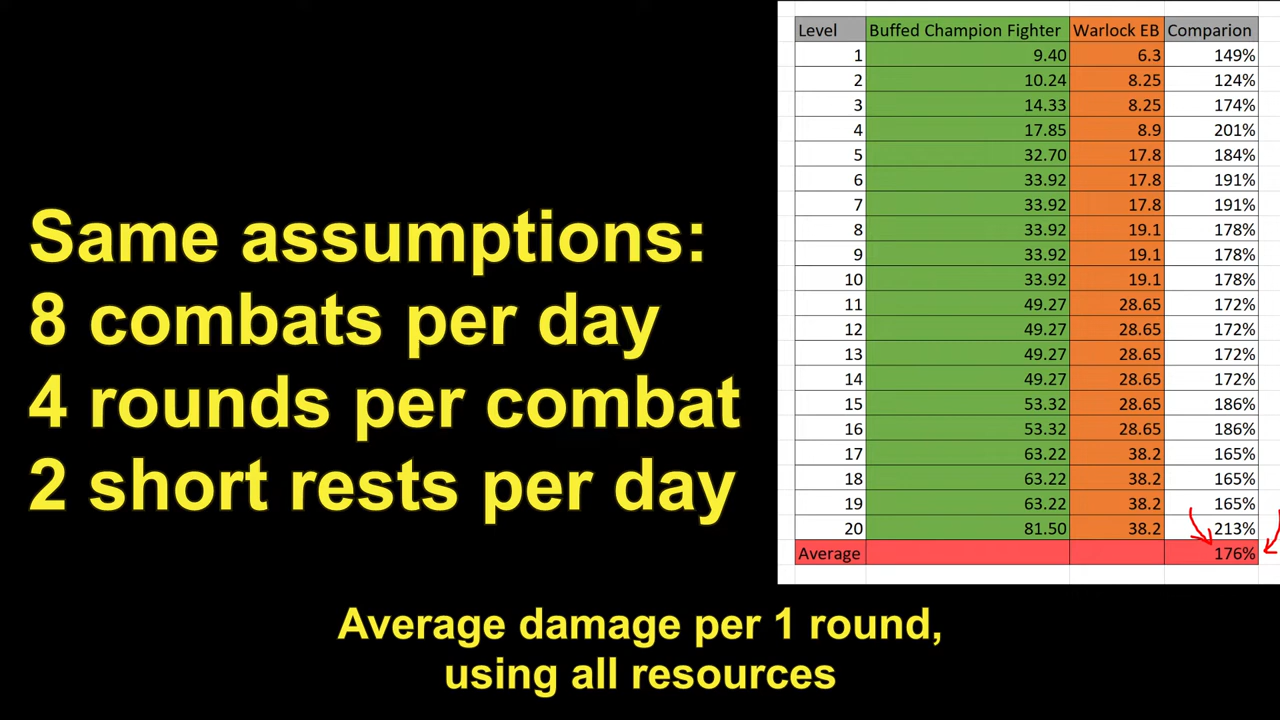 Same assumptions:
8 combats per day
4 rounds per combat
2 short rests per day
Level Buffed Champion Fighter Warlock EB Comparion
1 9.40 6.3 149%
2 10.24 8.25 124%
3 14.33 8.25 174%
4 17.85 8.9 201%
5 32.70 17.8 184%
6 33.92 17.8 191%
7 33.92 17.8 191%
8 33.92 19.1 178%
9 33.92 19.1 178%
10 33.92 19.1 178%
11 49.27 28.65 172%
12 49.27 28.65 172%
13 49.27 28.65 172%
14 49.27 28.65 172%
15 53.32 28.65 186%
16 53.32 28.65 186%
17 63.22 38.2 165%
18 63.22 38.2 165%
19 63.22 38.2 165%
20 81.50 38.2 213%
Average 176%
Average damage per 1 round,
using all resources